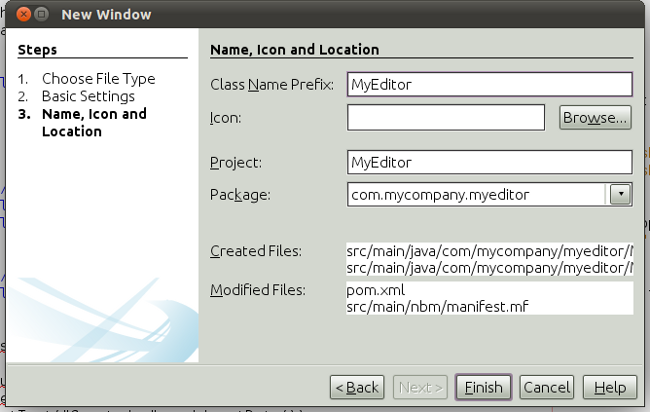 New Window
Steps
1. Choose File Type
2. Basic Settings
3. Name, Icon and
Location
Name, Icon and Location
Class Name Prefix: MyEditor
Icon:
Browse...
Project: MyEditor
Package: com.mycompany.myeditor
Created Files: src/main/java/com/mycompany/myeditor/
src/main/java/com/mycompany/myeditor/
Modified Files: pom.xml
src/main/nbm/manifest.mf
< Back
Next >
Finish
Cancel
Help